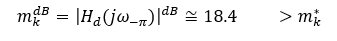 m_k^{dB} = |H_d(jω_{-π})|^{dB} ≅ 18.4 > m_k^*